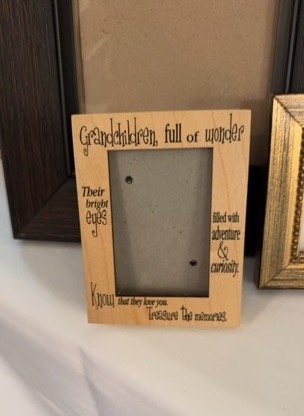 Grandchildren, full of wonder
Their
bright
eyes
filled with
adventure
&
curiosity.
Know, that they love you.
Treasure the memories.